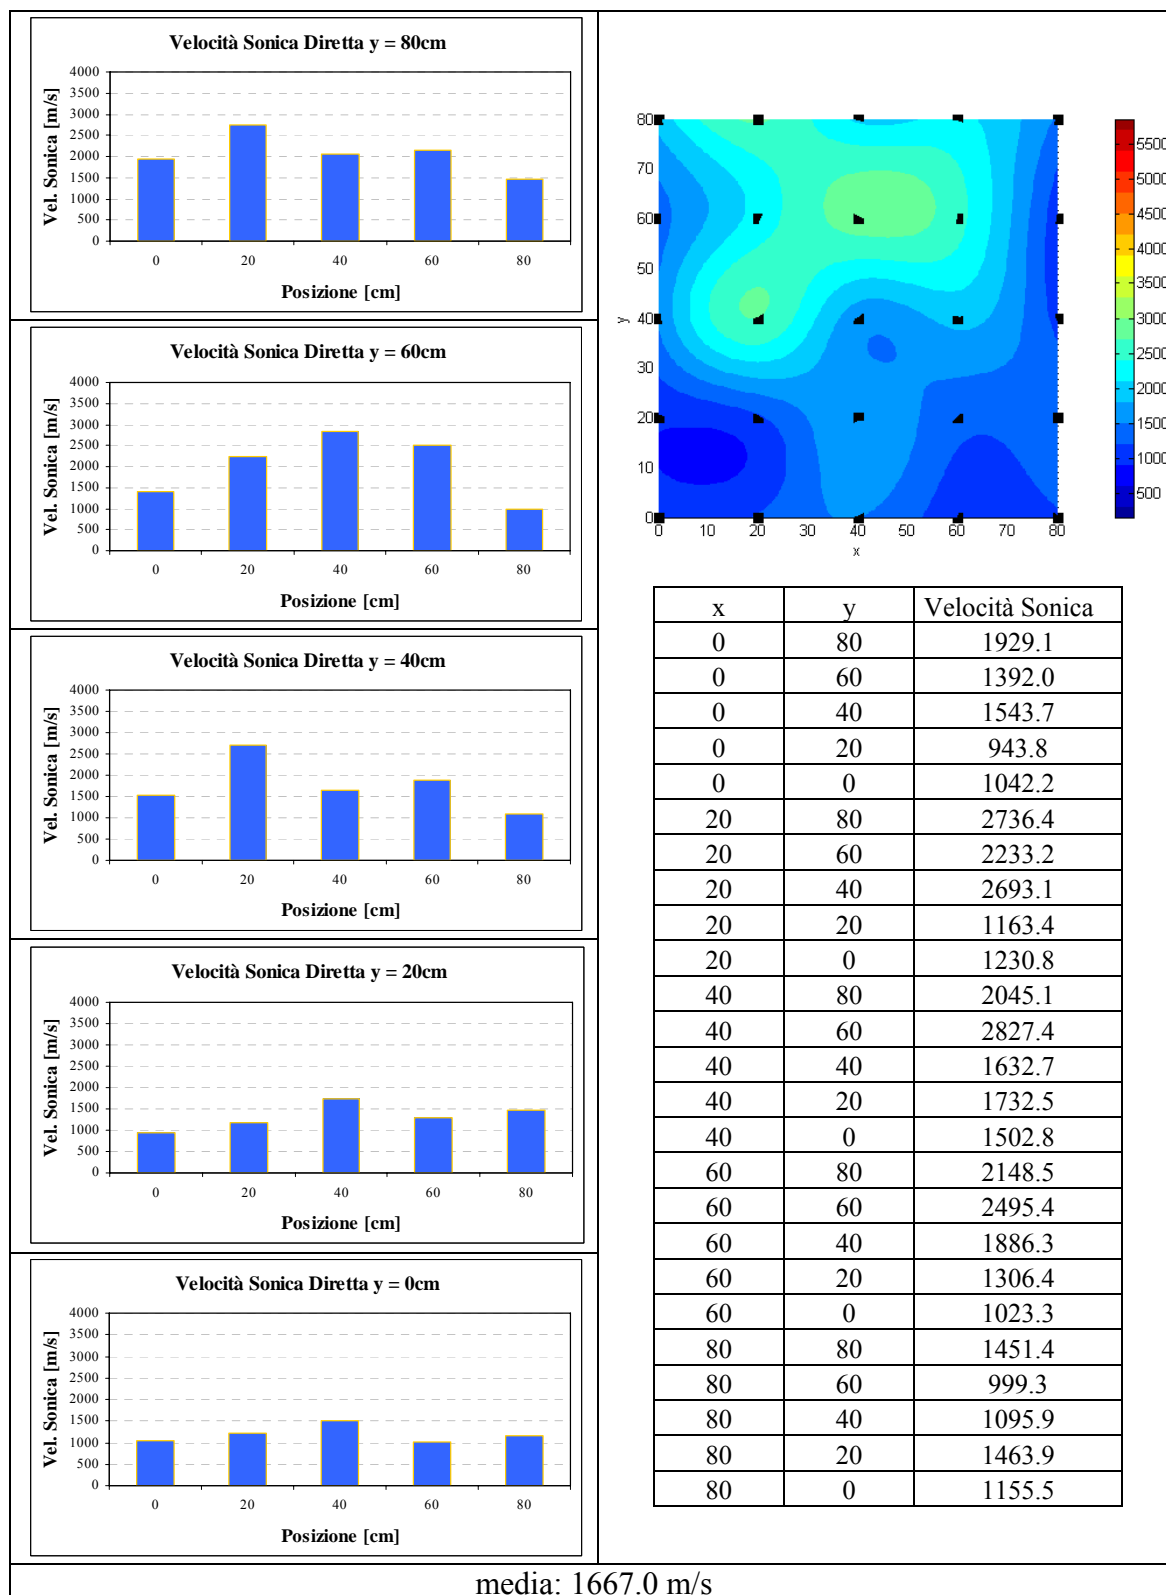 Velocità Sonica Diretta y = 80cm
Vel. Sonica [m/s]
4000
3500
3000
2500
2000
1500
1000
500
0
0 20 40 60 80
Posizione [cm]
Velocità Sonica Diretta y = 60cm
Vel. Sonica [m/s]
4000
3500
3000
2500
2000
1500
1000
500
0
0 20 40 60 80
Posizione [cm]
Velocità Sonica Diretta y = 40cm
Vel. Sonica [m/s]
4000
3500
3000
2500
2000
1500
1000
500
0
0 20 40 60 80
Posizione [cm]
Velocità Sonica Diretta y = 20cm
Vel. Sonica [m/s]
4000
3500
3000
2500
2000
1500
1000
500
0
0 20 40 60 80
Posizione [cm]
Velocità Sonica Diretta y = 0cm
Vel. Sonica [m/s]
4000
3500
3000
2500
2000
1500
1000
500
0
0 20 40 60 80
Posizione [cm]
80
70
60
50
40
30
20
10
0
y
0 10 20 30 40 50 60 70 80
x
5500
5000
4500
4000
3500
3000
2500
2000
1500
1000
500
x y Velocità Sonica
0 80 1929.1
0 60 1392.0
0 40 1543.7
0 20 943.8
0 0 1042.2
20 80 2736.4
20 60 2233.2
20 40 2693.1
20 20 1163.4
20 0 1230.8
40 80 2045.1
40 60 2827.4
40 40 1632.7
40 20 1732.5
40 0 1502.8
60 80 2148.5
60 60 2495.4
60 40 1886.3
60 20 1306.4
60 0 1023.3
80 80 1451.4
80 60 999.3
80 40 1095.9
80 20 1463.9
80 0 1155.5
media: 1667.0 m/s